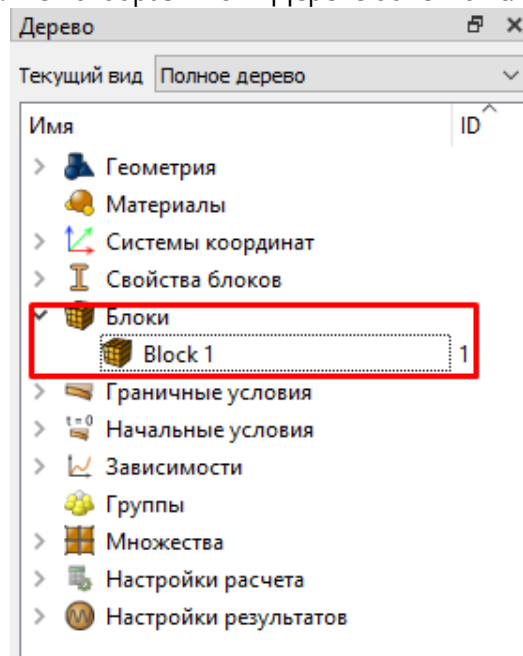 Дерево
Текущий вид Полное дерево
Имя ID
Геометрия
Материалы
Системы координат
Свойства блоков
Блоки
Block 1 1
Граничные условия
t=0 Начальные условия
Зависимости
Группы
Множества
Настройки расчета
Настройки результатов